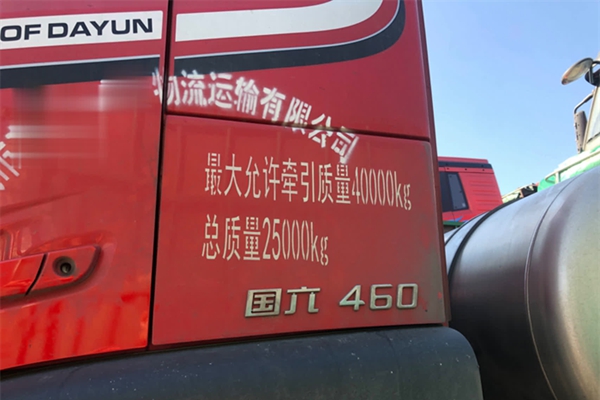 OF DAYUN
物流运输有限公司
最大允许牵引质量40000kg
总质量25000kg
国六 460